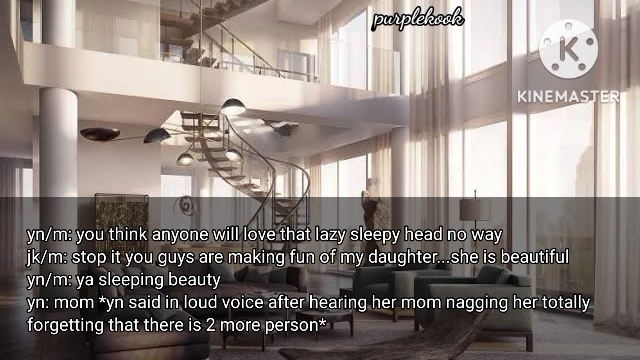 purplekook
KINEMASTER
yn/m: you think anyone will love that lazy sleepy head no way
jk/m: stop it you guys are making fun of my daughter...she is beautiful
yn/m: ya sleeping beauty
yn: mom *yn said in loud voice after hearing her mom nagging her totally
forgetting that there is 2 more person*